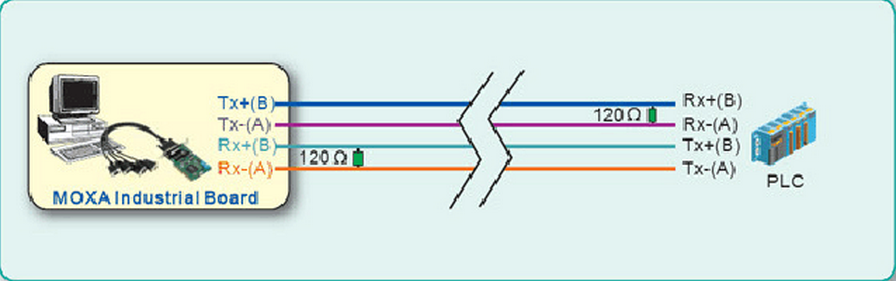 Tx+(B)
Tx-(A)
Rx+(B)
Rx-(A)
MOXA Industrial Board
120 Ω
120 Ω
Rx+(B)
Rx-(A)
Tx+(B)
Tx-(A)
PLC